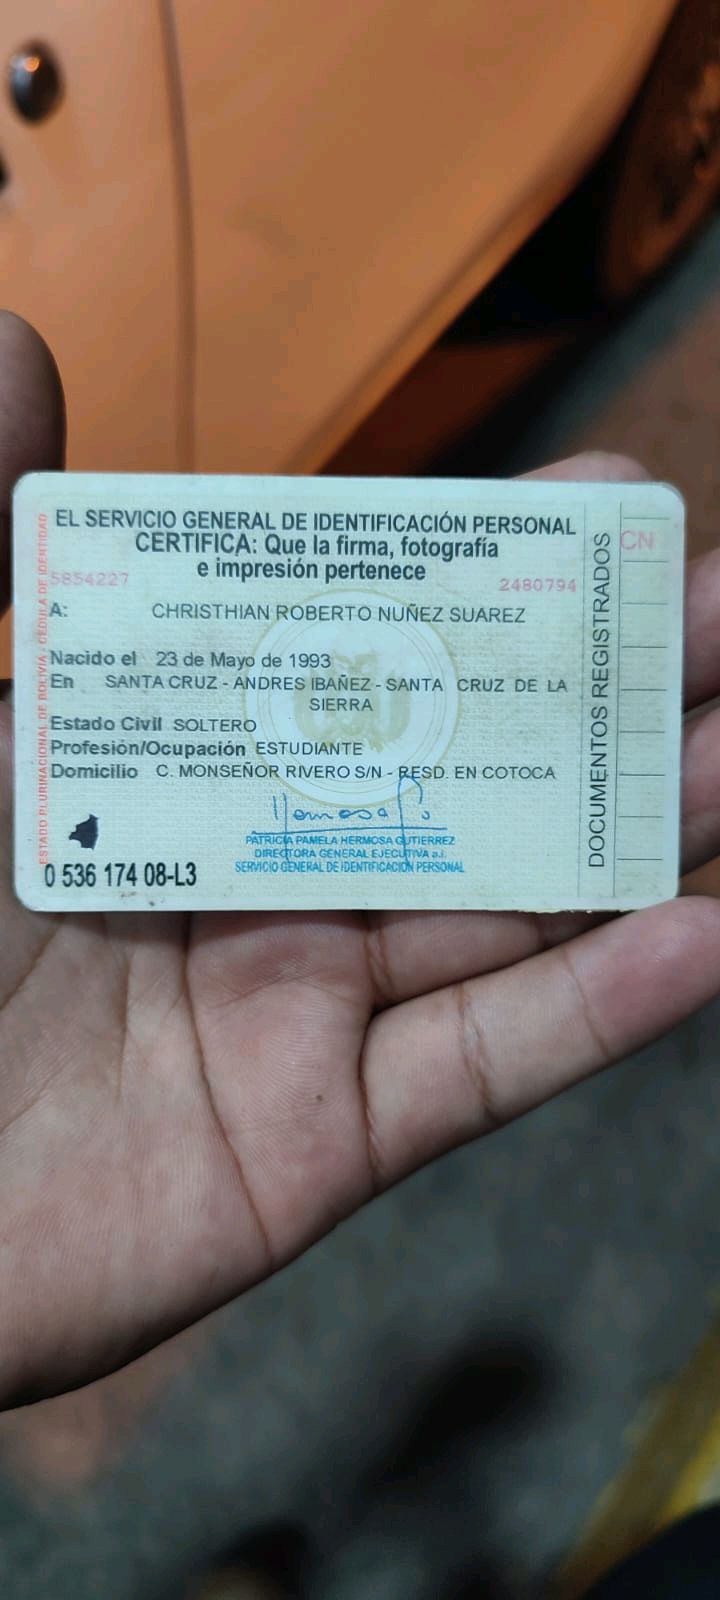 EL SERVICIO GENERAL DE IDENTIFICACIÓN PERSONAL
CERTIFICA: Que la firma, fotografía
e impresión pertenece
5854227 2480794
A: CHRISTHIAN ROBERTO NUÑEZ SUAREZ
Nacido el 23 de Mayo de 1993
En SANTA CRUZ - ANDRES IBAÑEZ - SANTA CRUZ DE LA
SIERRA
Estado Civil SOLTERO
Profesión/Ocupación ESTUDIANTE
Domicilio C. MONSEÑOR RIVERO S/N - RESD. EN COTOCA
PATRICIA PAMELA HERMOSA GUTIERREZ
DIRECTORA GENERAL EJECUTIVA a.i.
SERVICIO GENERAL DE IDENTIFICACIÓN PERSONAL
0 536 174 08-L3
ESTADO PLURINACIONAL DE BOLIVIA - CÉDULA DE IDENTIDAD
DOCUMENTOS REGISTRADOS
CN